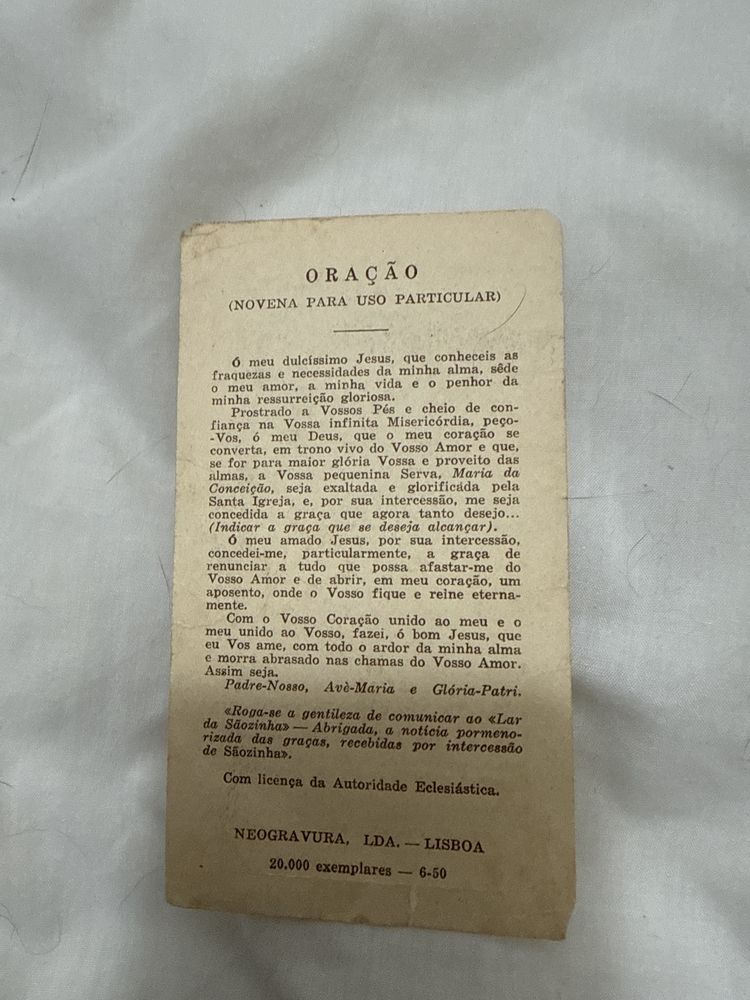 ORAÇÃO
(NOVENA PARA USO PARTICULAR)
Ó meu dulcíssimo Jesus, que conheceis as
fraquezas e necessidades da minha alma, sêde
o meu amor, a minha vida e o penhor da
minha ressurreição gloriosa.
Prostrado a Vossos Pés e cheio de con-
fiança na Vossa infinita Misericórdia, peço-
-Vos, ó meu Deus, que o meu coração se
converta, em trono vivo do Vosso Amor e que,
se for para maior glória Vossa e proveito das
almas, a Vossa pequenina Serva, Maria da
Conceição, seja exaltada e glorificada pela
Santa Igreja, e, por sua intercessão, me seja
concedida a graça que agora tanto desejo...
(Indicar a graça que se deseja alcançar).
Ó meu amado Jesus, por sua intercessão,
concedei-me, particularmente, a graça de
renunciar a tudo que possa afastar-me do
Vosso Amor e de abrir, em meu coração, um
aposento, onde o Vosso fique e reine eterna-
mente.
Com o Vosso Coração unido ao meu e o
meu unido ao Vosso, fazei, ó bom Jesus, que
eu Vos ame, com todo o ardor da minha alma
e morra abrasado nas chamas do Vosso Amor.
Assim seja.
Padre-Nosso, Avè-Maria e Glória-Patri.
«Roga-se a gentileza de comunicar ao «Lar
da Sãozinha» — Abrigada, a notícia pormeno-
rizada das graças, recebidas por intercessão
de Sãozinha».
Com licença da Autoridade Eclesiástica.
NEOGRAVURA, LDA. — LISBOA
20.000 exemplares — 6-50